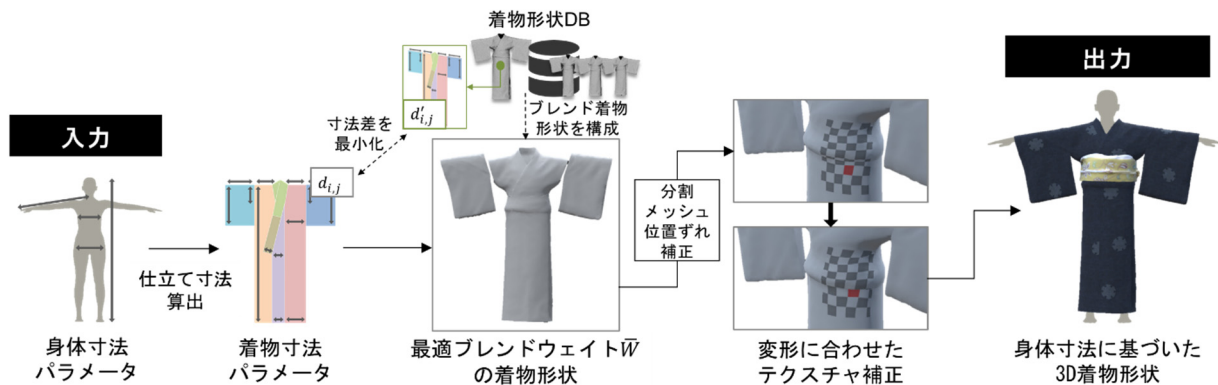 入力
身体寸法
パラメータ
仕立て寸法
算出
着物寸法
パラメータ
d_{i,j}
寸法差を
最小化
d'_{i,j}
着物形状DB
ブレンド着物
形状を構成
最適ブレンドウェイトW̅
の着物形状
分割
メッシュ
位置ずれ
補正
変形に合わせた
テクスチャ補正
出力
身体寸法に基づいた
3D着物形状